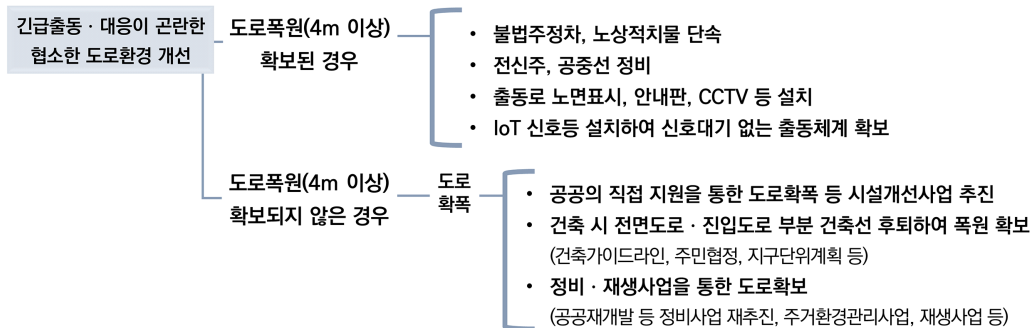 긴급출동 · 대응이 곤란한
협소한 도로환경 개선
도로폭원(4m 이상)
확보된 경우
• 불법주정차, 노상적치물 단속
• 전신주, 공중선 정비
• 출동로 노면표시, 안내판, CCTV 등 설치
• IoT 신호등 설치하여 신호대기 없는 출동체계 확보
도로폭원(4m 이상)
확보되지 않은 경우
도로
확폭
• 공공의 직접 지원을 통한 도로확폭 등 시설개선사업 추진
• 건축 시 전면도로 · 진입도로 부분 건축선 후퇴하여 폭원 확보
(건축가이드라인, 주민협정, 지구단위계획 등)
• 정비 · 재생사업을 통한 도로확보
(공공재개발 등 정비사업 재추진, 주거환경관리사업, 재생사업 등)